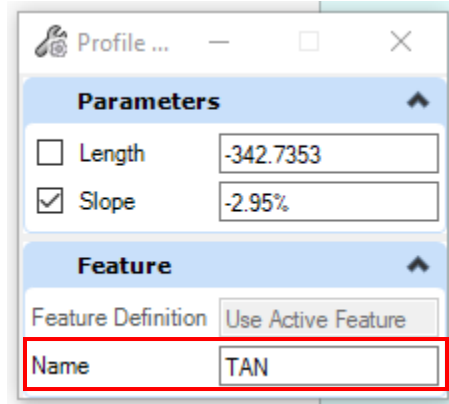 Profile ...
Parameters
Length -342.7353
Slope -2.95%
Feature
Feature Definition Use Active Feature
Name TAN